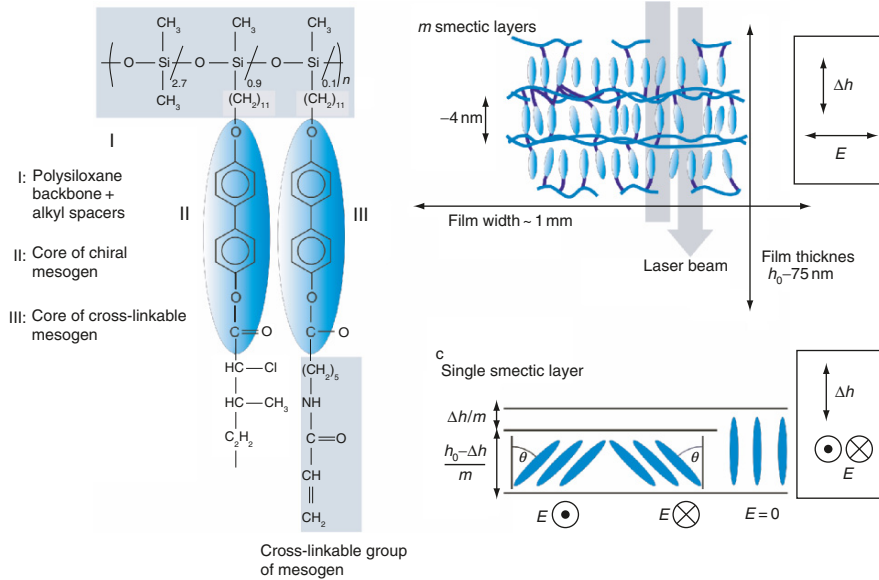 CH₃ CH₃ CH₃
( O — Si / O — Si / O — Si / )n
2.7 0.9 0.1
CH₃ (CH₂)₁₁ (CH₂)₁₁
I
O O
I: Polysiloxane
backbone +
alkyl spacers
II III
II: Core of chiral
mesogen
III: Core of cross-linkable
mesogen
O O
C=O C–O
HC—Cl (CH₂)₅
HC—CH₃ NH
C₂H₂ C=O
CH
CH₂
Cross-linkable group
of mesogen
m smectic layers
~4 nm
Δh
E
Film width ~ 1 mm
Laser beam
Film thicknes
h₀–75 nm
c
Single smectic layer
Δh/m
h₀–Δh
m
θ θ
E E E = 0
Δh
E